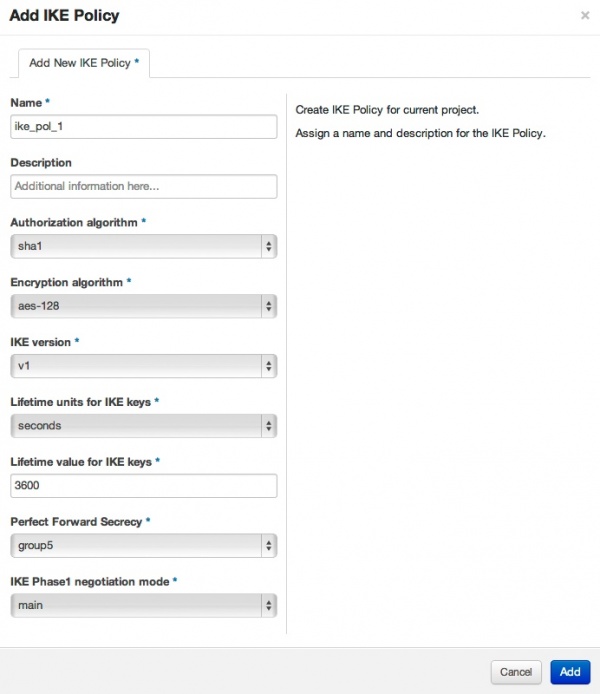 Add IKE Policy
×
Add New IKE Policy *
Name *
ike_pol_1
Description
Additional information here...
Authorization algorithm *
sha1
Encryption algorithm *
aes-128
IKE version *
v1
Lifetime units for IKE keys *
seconds
Lifetime value for IKE keys *
3600
Perfect Forward Secrecy *
group5
IKE Phase1 negotiation mode *
main
Create IKE Policy for current project.
Assign a name and description for the IKE Policy.
Cancel
Add